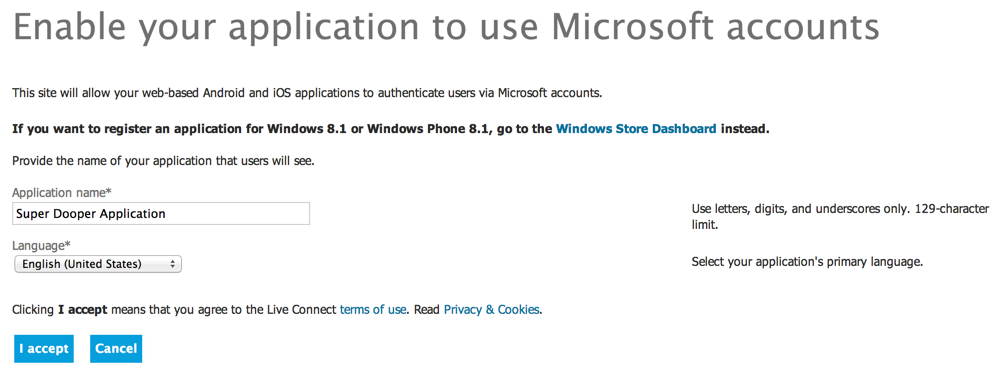 Enable your application to use Microsoft accounts
This site will allow your web-based Android and iOS applications to authenticate users via Microsoft accounts.
If you want to register an application for Windows 8.1 or Windows Phone 8.1, go to the Windows Store Dashboard instead.
Provide the name of your application that users will see.
Application name*
Super Dooper Application
Use letters, digits, and underscores only. 129-character
limit.
Language*
English (United States)
Select your application's primary language.
Clicking I accept means that you agree to the Live Connect terms of use. Read Privacy & Cookies.
I accept
Cancel